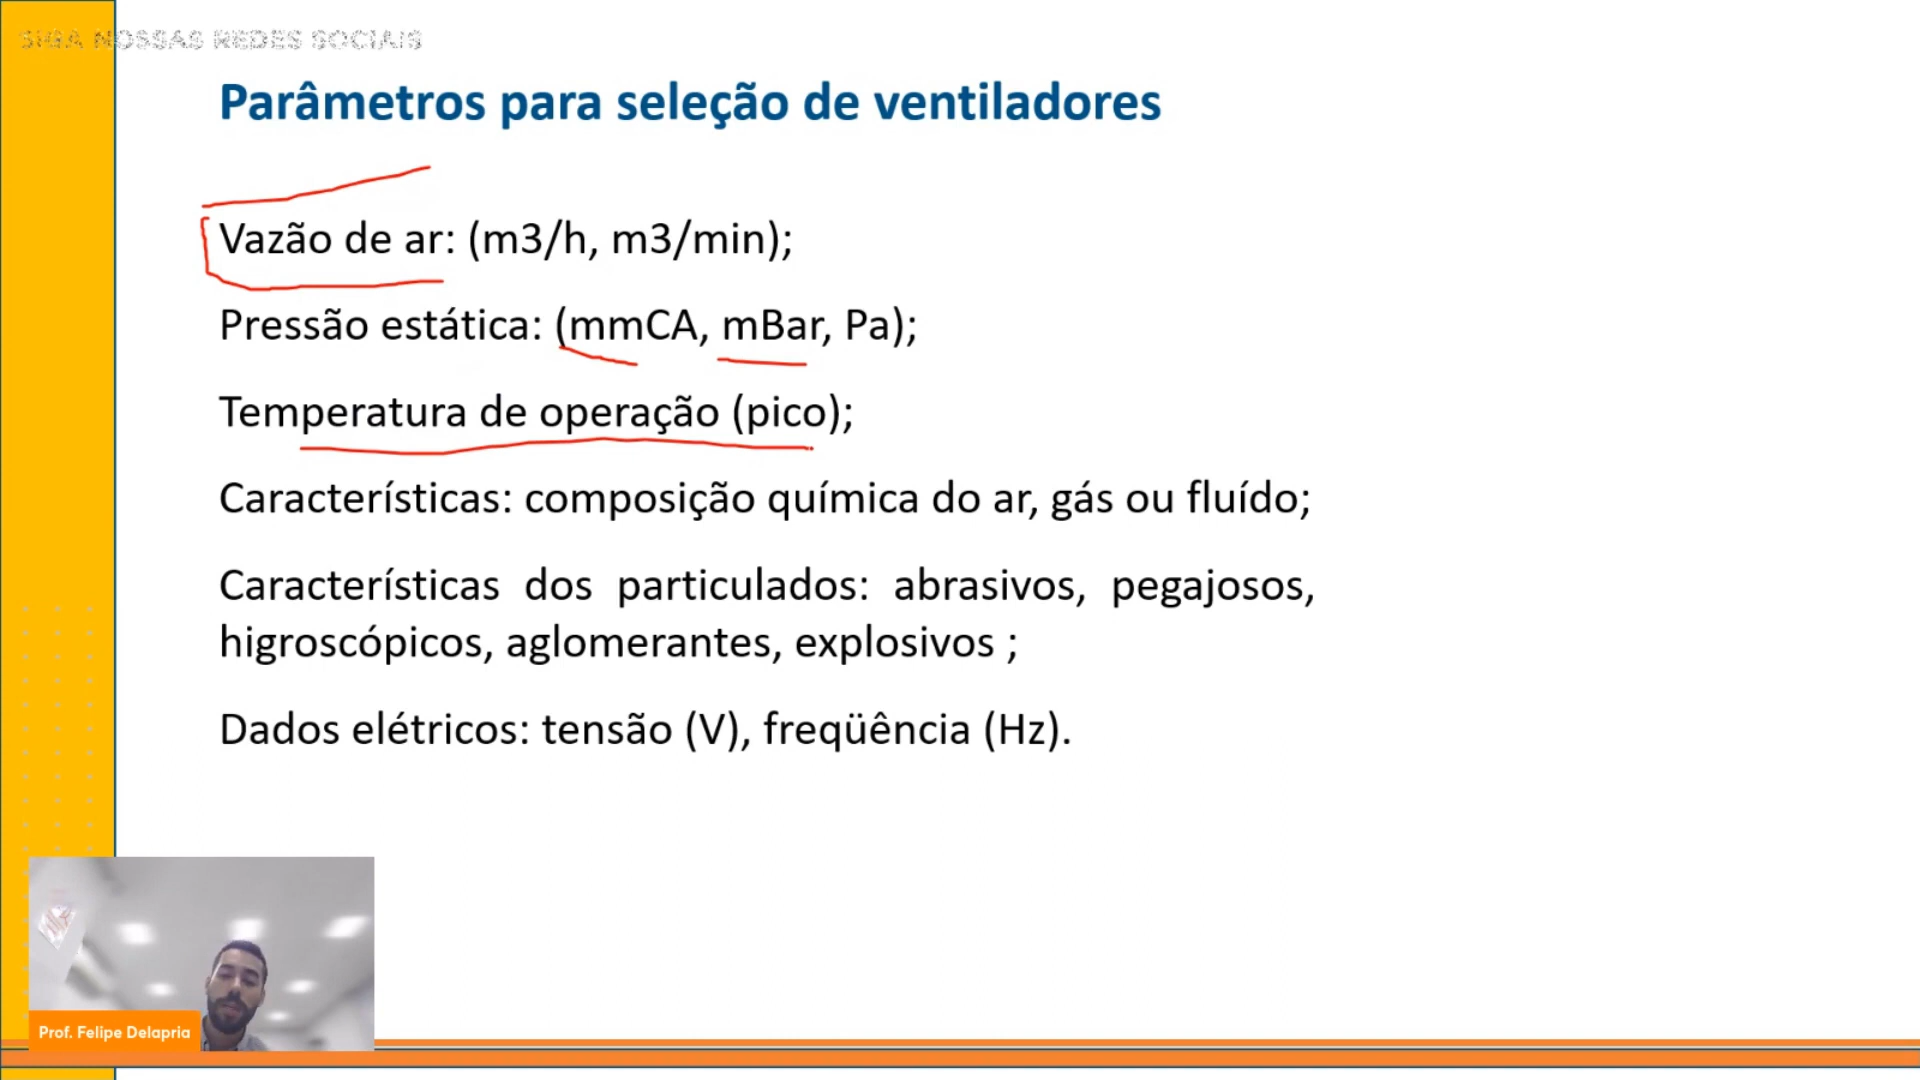 SIGA NOSSAS REDES SOCIAIS
Parâmetros para seleção de ventiladores
Vazão de ar: (m3/h, m3/min);
Pressão estática: (mmCA, mBar, Pa);
Temperatura de operação (pico);
Características: composição química do ar, gás ou fluído;
Características dos particulados: abrasivos, pegajosos,
higroscópicos, aglomerantes, explosivos ;
Dados elétricos: tensão (V), freqüência (Hz).
Prof. Felipe Delapria